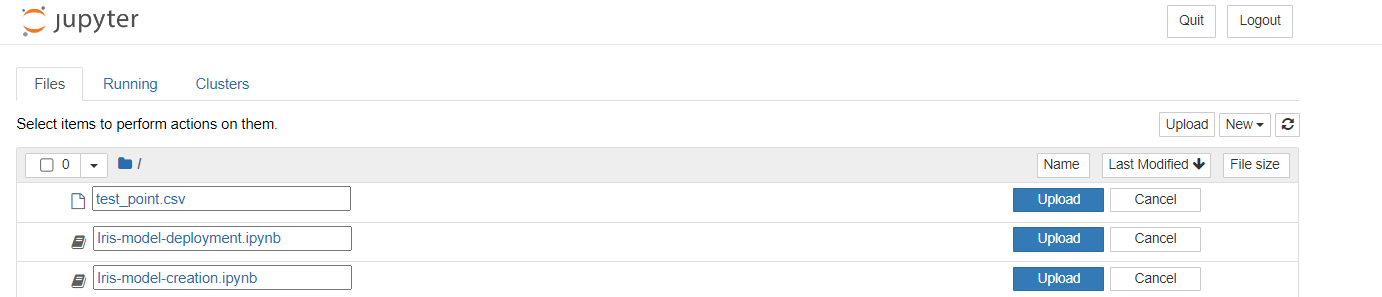 jupyter
Quit Logout
Files Running Clusters
Select items to perform actions on them.
Upload New
0 / Name Last Modified File size
test_point.csv Upload Cancel
Iris-model-deployment.ipynb Upload Cancel
Iris-model-creation.ipynb Upload Cancel